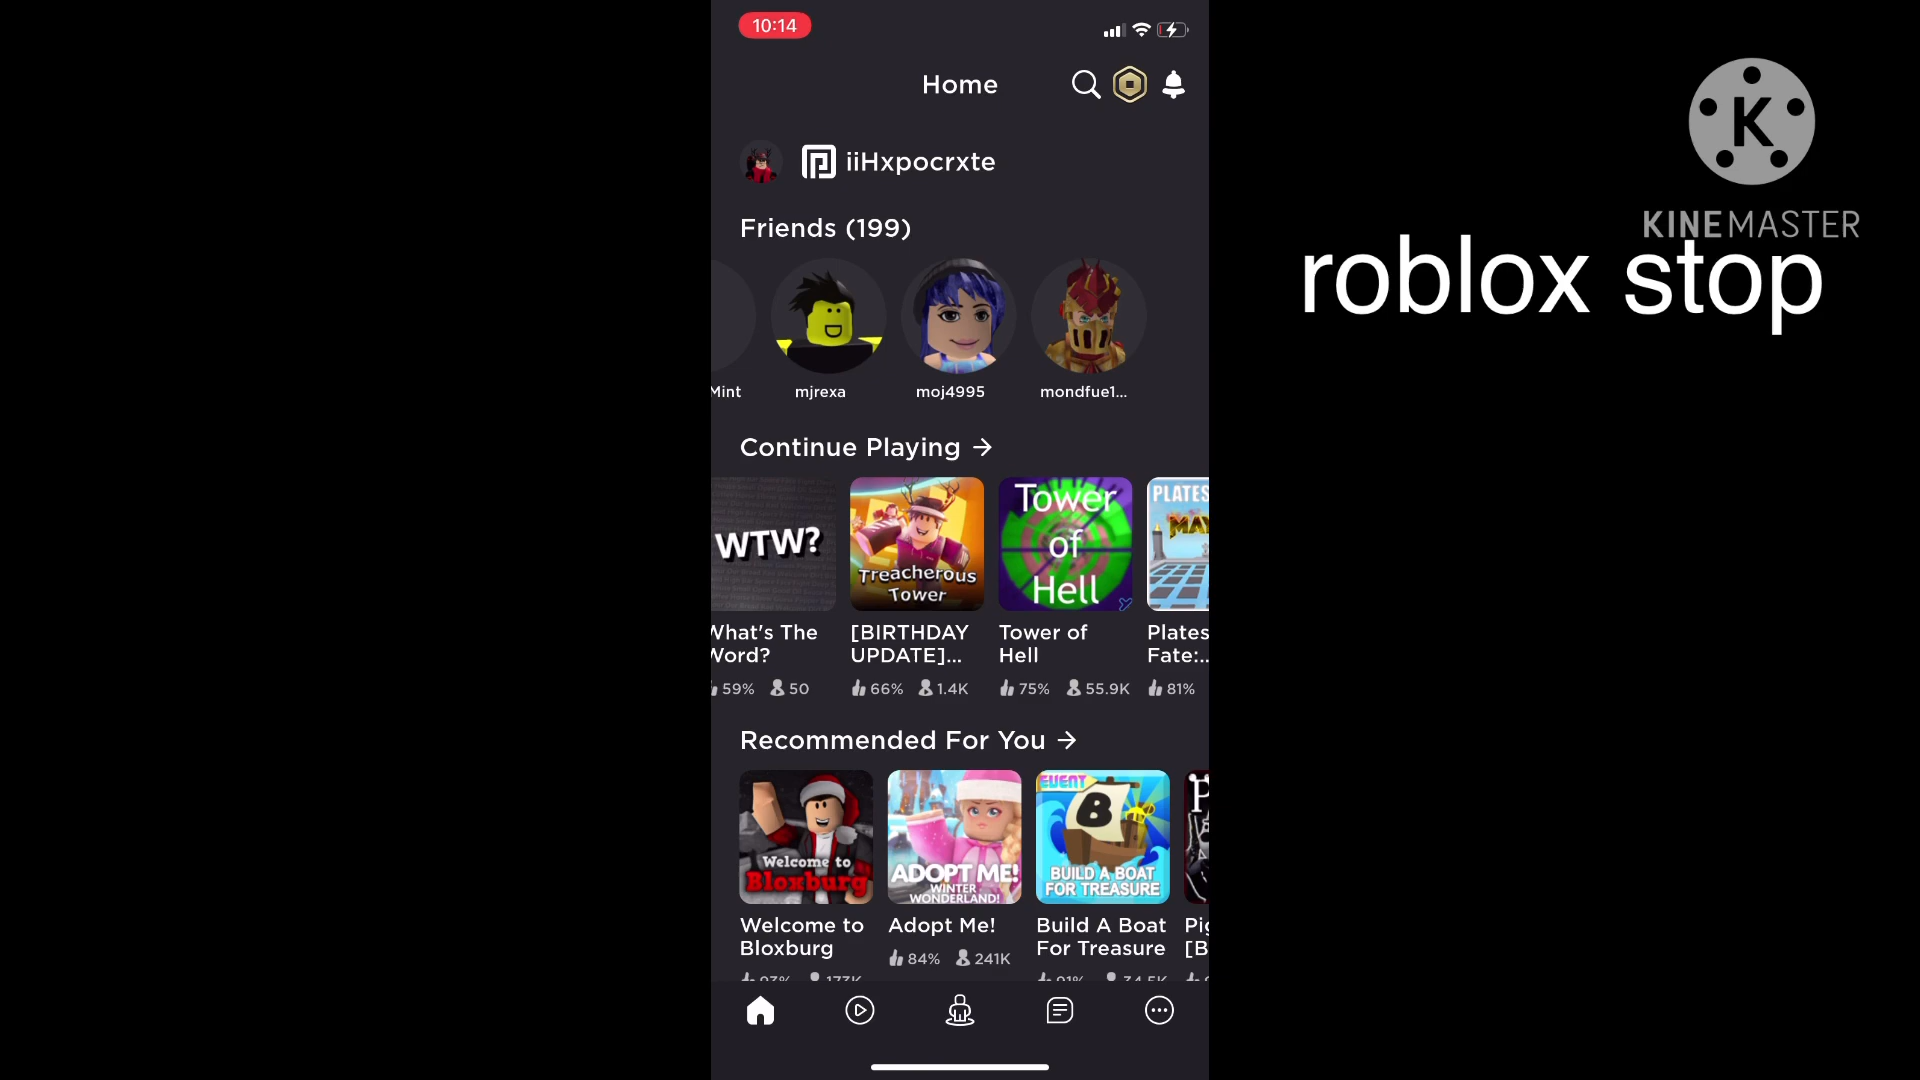 10:14
Home
K
KINEMASTER
roblox stop
iiHxpocrxte
Friends (199)
Mint
mjrexa
moj4995
mondfue1...
Continue Playing →
WTW?
Treacherous
Tower
Tower
of
Hell
PLATES
What's The
Word?
[BIRTHDAY
UPDATE]...
Tower of
Hell
Plates
Fate:..
59% 50
66% 1.4K
75% 55.9K
81%
Recommended For You →
Welcome to
Bloxburg
ADOPT ME!
WINTER
WONDERLAND!
EVENT
B
BUILD A BOAT
FOR TREASURE
Welcome to
Bloxburg
Adopt Me!
84% 241K
Build A Boat
For Treasure
[B